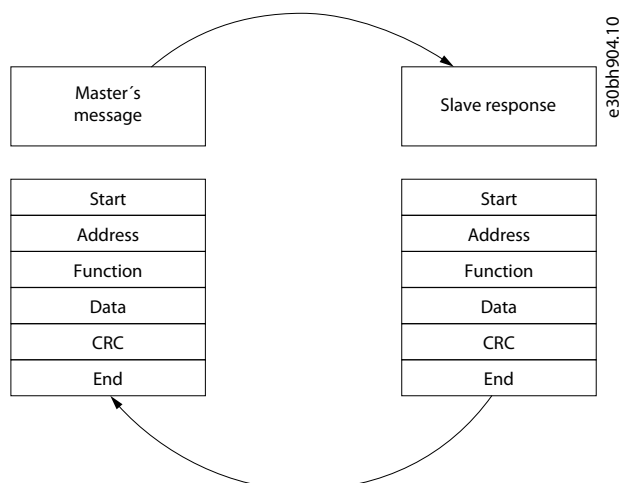 Master´s
message
Slave response
e30bh904.10
Start
Address
Function
Data
CRC
End
Start
Address
Function
Data
CRC
End